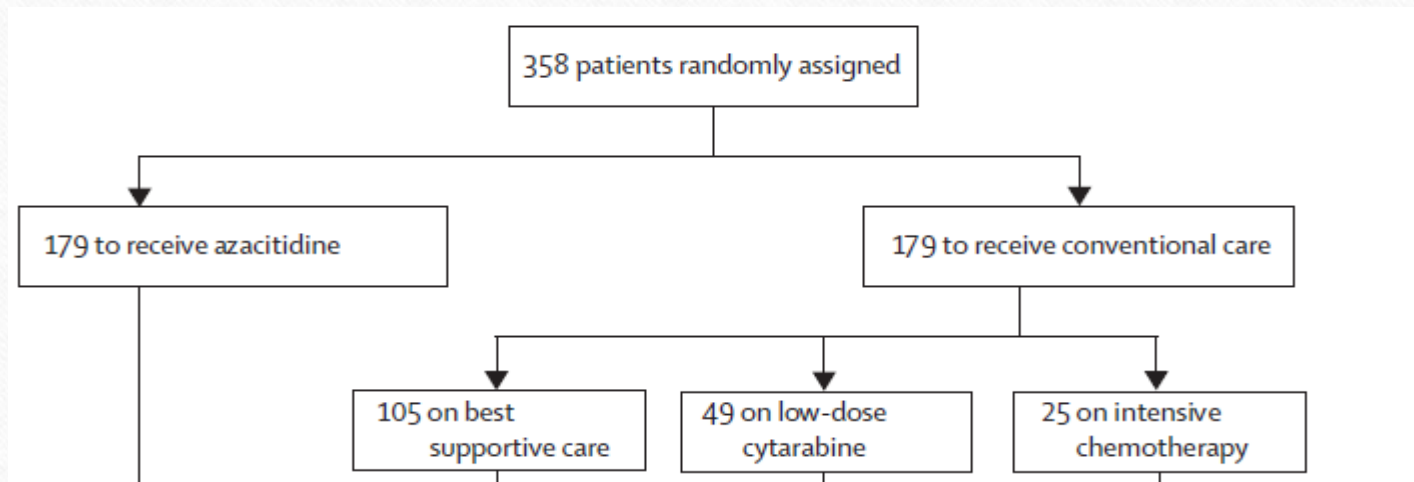 358 patients randomly assigned
179 to receive azacitidine
179 to receive conventional care
105 on best
supportive care
49 on low-dose
cytarabine
25 on intensive
chemotherapy